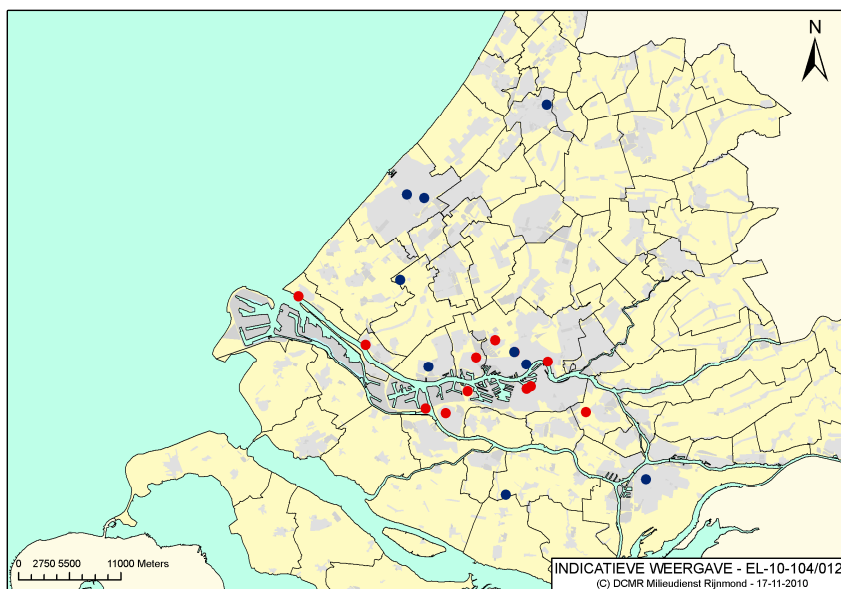 N
0 2750 5500 11000 Meters
INDICATIEVE WEERGAVE - EL-10-104/012
(C) DCMR Milieudienst Rijnmond - 17-11-2010